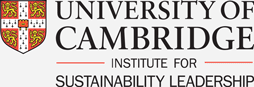 UNIVERSITY OF
CAMBRIDGE
INSTITUTE FOR
SUSTAINABILITY LEADERSHIP